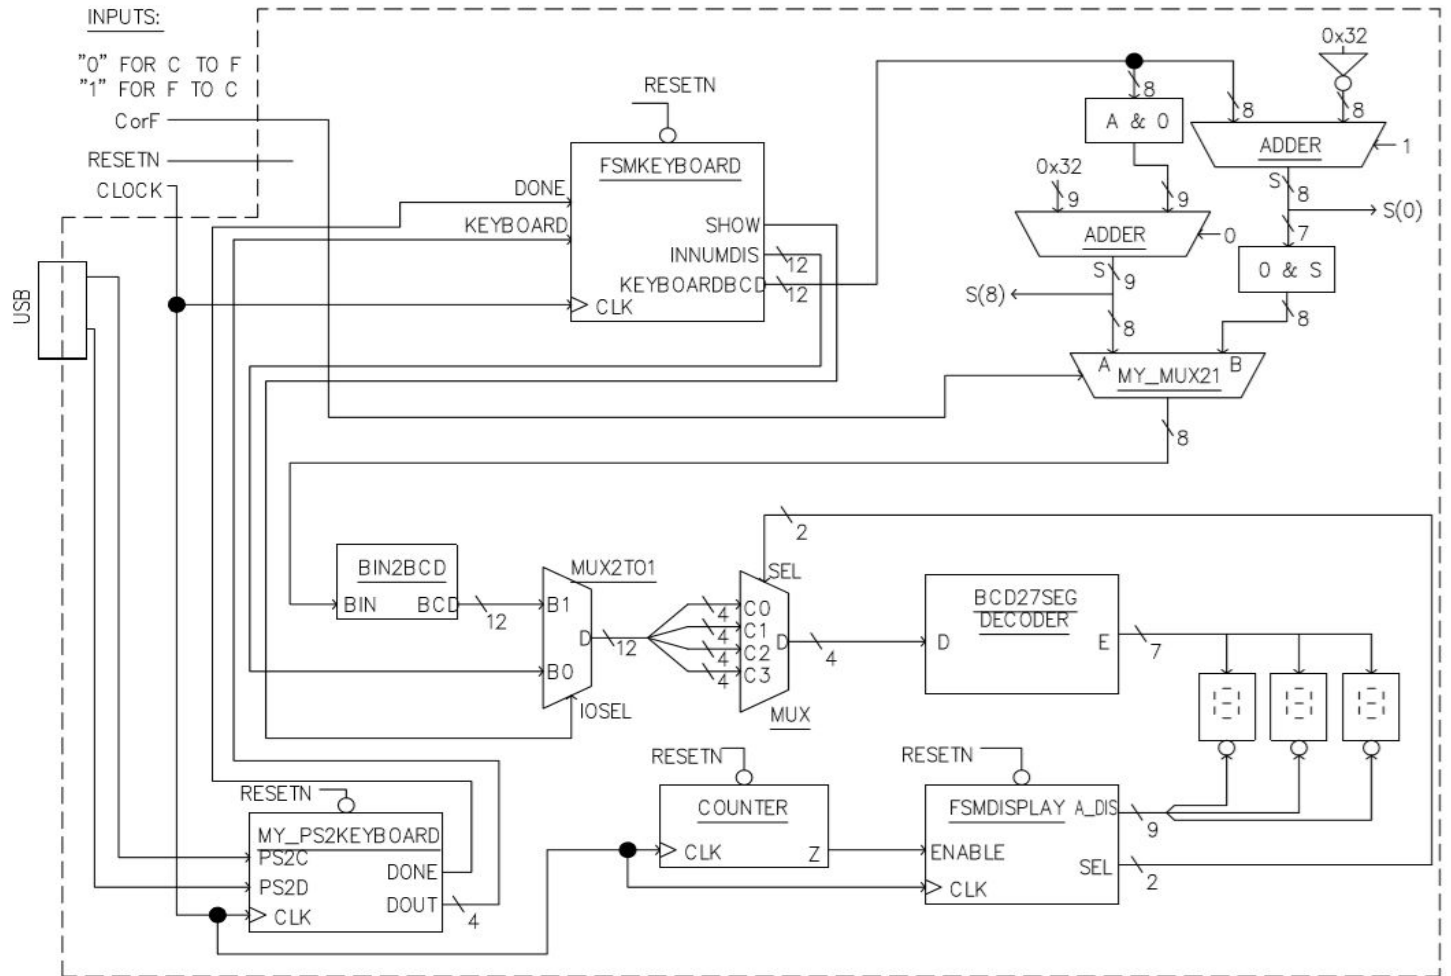 INPUTS:
"0" FOR C TO F
"1" FOR F TO C
CorF
RESETN
CLOCK
USB
RESETN
FSMKEYBOARD
DONE
KEYBOARD
SHOW
INNUMDIS
12
KEYBOARDBCD
12
CLK
0x32
8
8
8
A & 0
ADDER
1
0x32
9
9
S
8
S(0)
7
ADDER
0
0 & S
S
9
S(8)
8
8
A
B
MY_MUX21
8
2
BIN2BCD
BIN
BCD
12
MUX2TO1
B1
D
12
B0
IOSEL
SEL
4
C0
4
C1
4
C2
4
C3
D
4
MUX
BCD27SEG
DECODER
D
E
7
RESETN
MY_PS2KEYBOARD
PS2C
PS2D
DONE
DOUT
4
CLK
RESETN
COUNTER
CLK
Z
RESETN
FSMDISPLAY
A_DIS
9
ENABLE
SEL
2
CLK